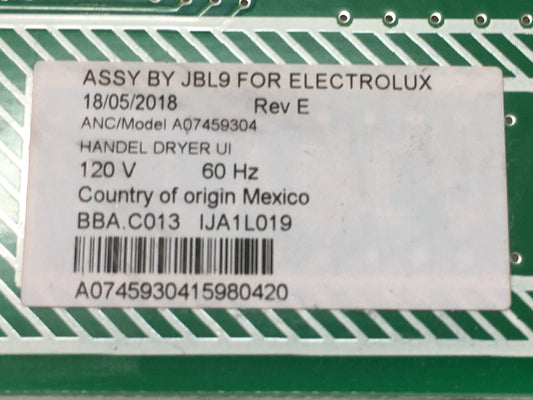 ASSY BY JBL9 FOR ELECTROLUX
18/05/2018 Rev E
ANC/Model A07459304
HANDEL DRYER UI
120 V 60 Hz
Country of origin Mexico
BBA.C013 IJA1L019
A0745930415980420